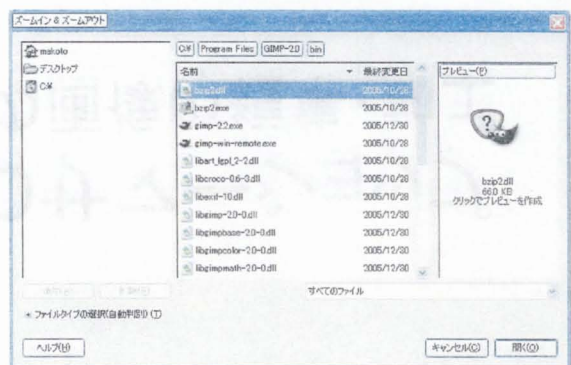 ズームイン & ズームアウト
makoto
デスクトップ
C:¥
C:¥ Program Files GIMP-2.0 bin
名前 最終変更日
bzip2.dll 2005/10/28
bzip2.exe 2005/10/28
gimp-2.2.exe 2005/12/30
gimp-win-remote.exe 2005/10/28
libart_lgpl_2-2.dll 2005/10/28
libcroco-0.6-3.dll 2005/10/28
libexif-10.dll 2005/10/28
libgimp-2.0-0.dll 2005/12/30
libgimpbase-2.0-0.dll 2005/12/30
libgimpcolor-2.0-0.dll 2005/12/30
libgimpmath-2.0-0.dll 2005/12/30
プレビュー(P)
bzip2.dll
66.0 KB
クリックでプレビューを作成
すべてのファイル
ファイルタイプの選択(自動判別) (T)
ヘルプ(H) キャンセル(C) 開く(O)